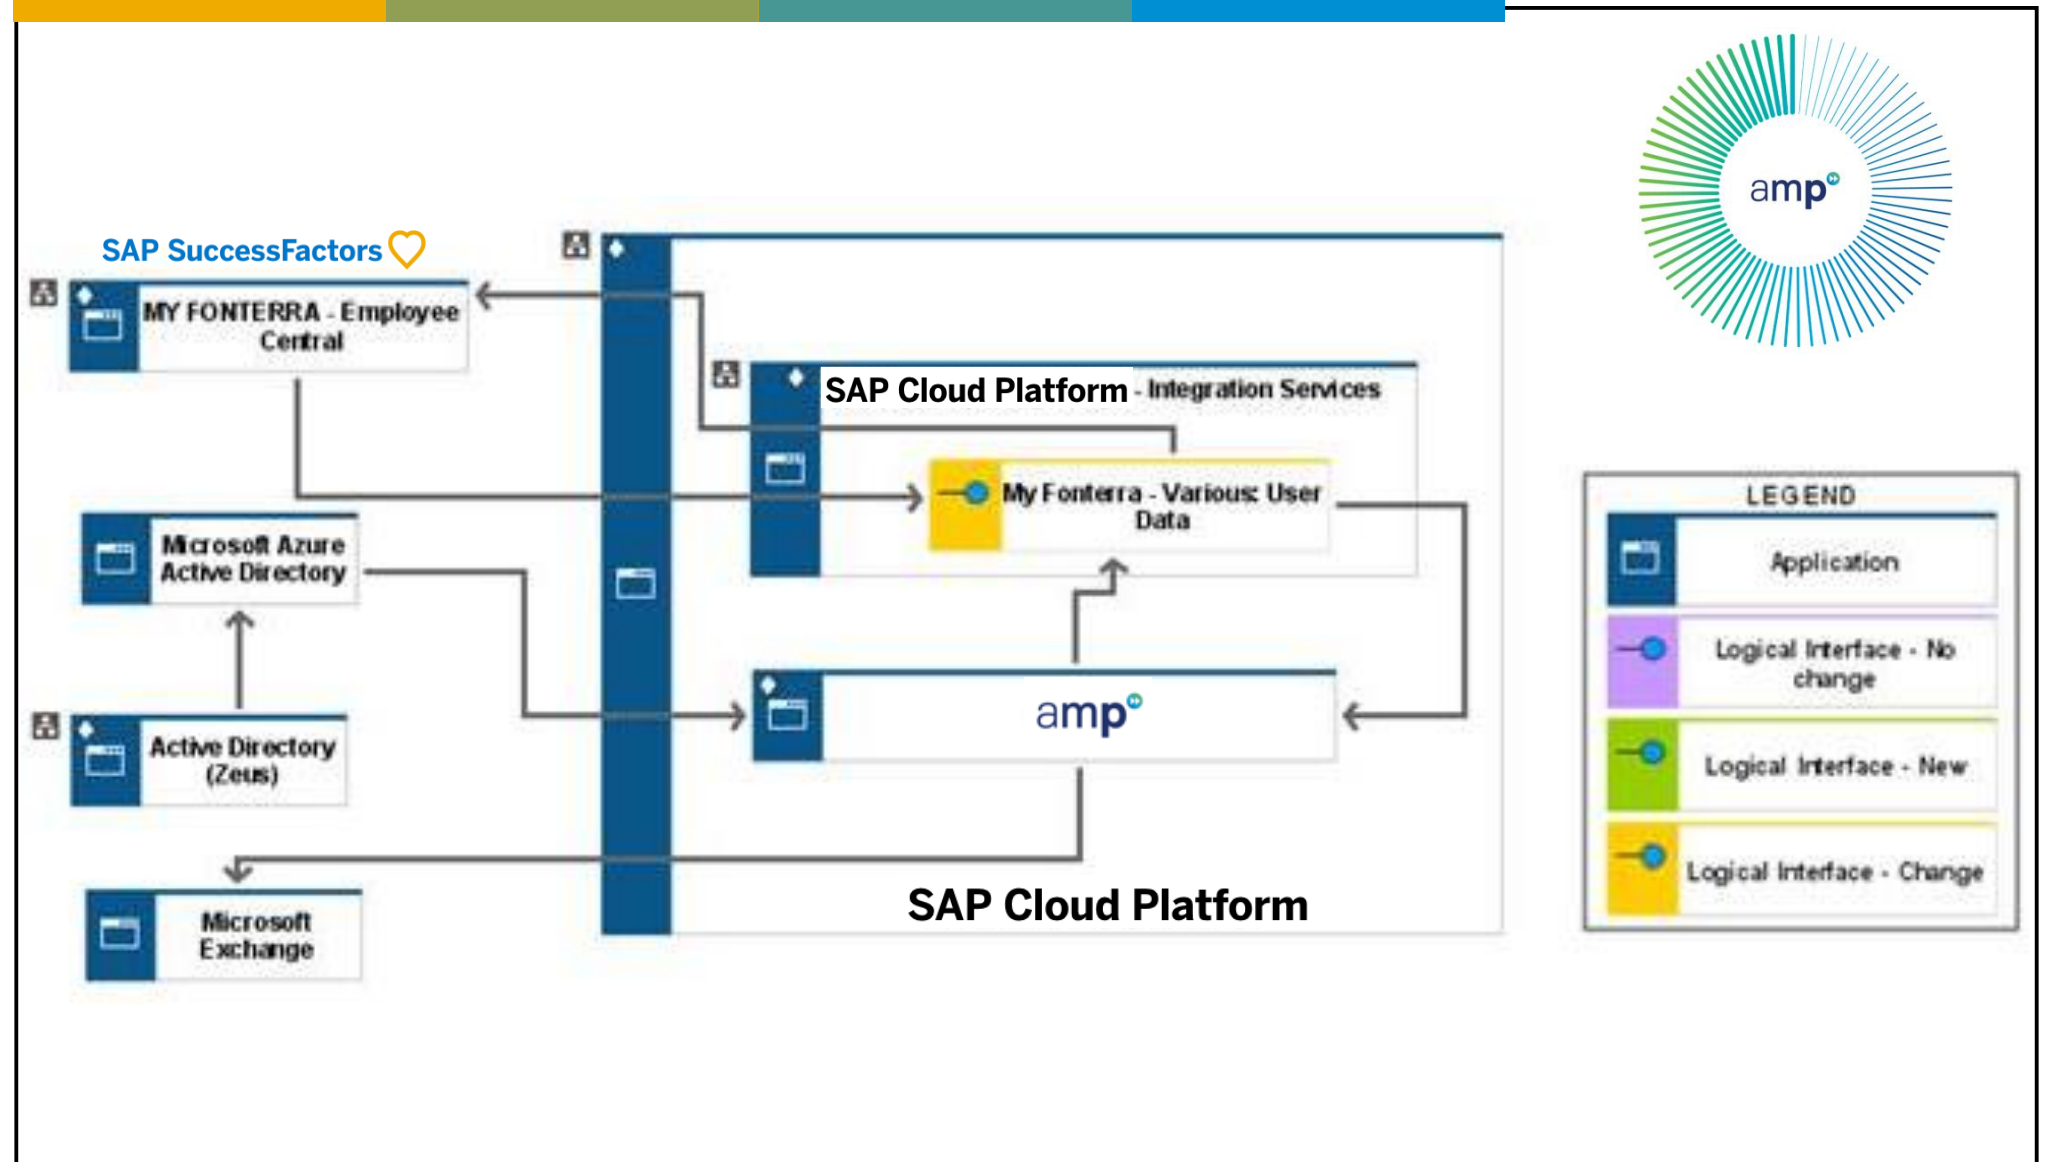 amp
SAP SuccessFactors
MY FONTERRA - Employee
Central
SAP Cloud Platform - Integration Services
My Fonterra - Various: User
Data
Microsoft Azure
Active Directory
Active Directory
(Zeus)
amp
Microsoft
Exchange
SAP Cloud Platform
LEGEND
Application
Logical Interface - No
change
Logical Interface - New
Logical Interface - Change